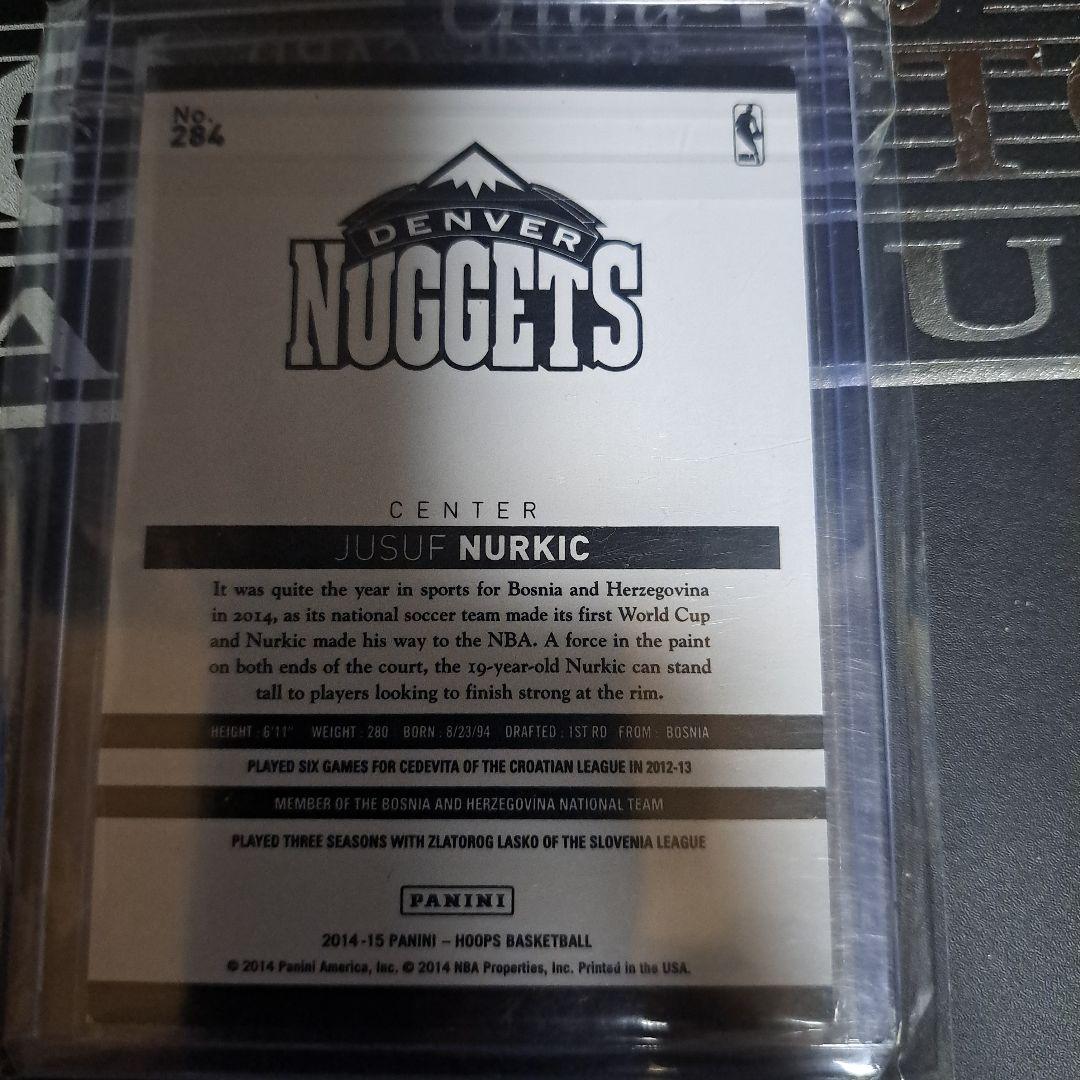 No.
284
NBA
DENVER
NUGGETS
CENTER
JUSUF NURKIC
It was quite the year in sports for Bosnia and Herzegovina
in 2014, as its national soccer team made its first World Cup
and Nurkic made his way to the NBA. A force in the paint
on both ends of the court, the 19-year-old Nurkic can stand
tall to players looking to finish strong at the rim.
HEIGHT : 6'11" WEIGHT : 280 BORN : 8/23/94 DRAFTED : 1ST RD FROM : BOSNIA
PLAYED SIX GAMES FOR CEDEVITA OF THE CROATIAN LEAGUE IN 2012-13
MEMBER OF THE BOSNIA AND HERZEGOVINA NATIONAL TEAM
PLAYED THREE SEASONS WITH ZLATOROG LASKO OF THE SLOVENIA LEAGUE
PANINI
2014-15 PANINI – HOOPS BASKETBALL
© 2014 Panini America, Inc. © 2014 NBA Properties, Inc. Printed in the USA.